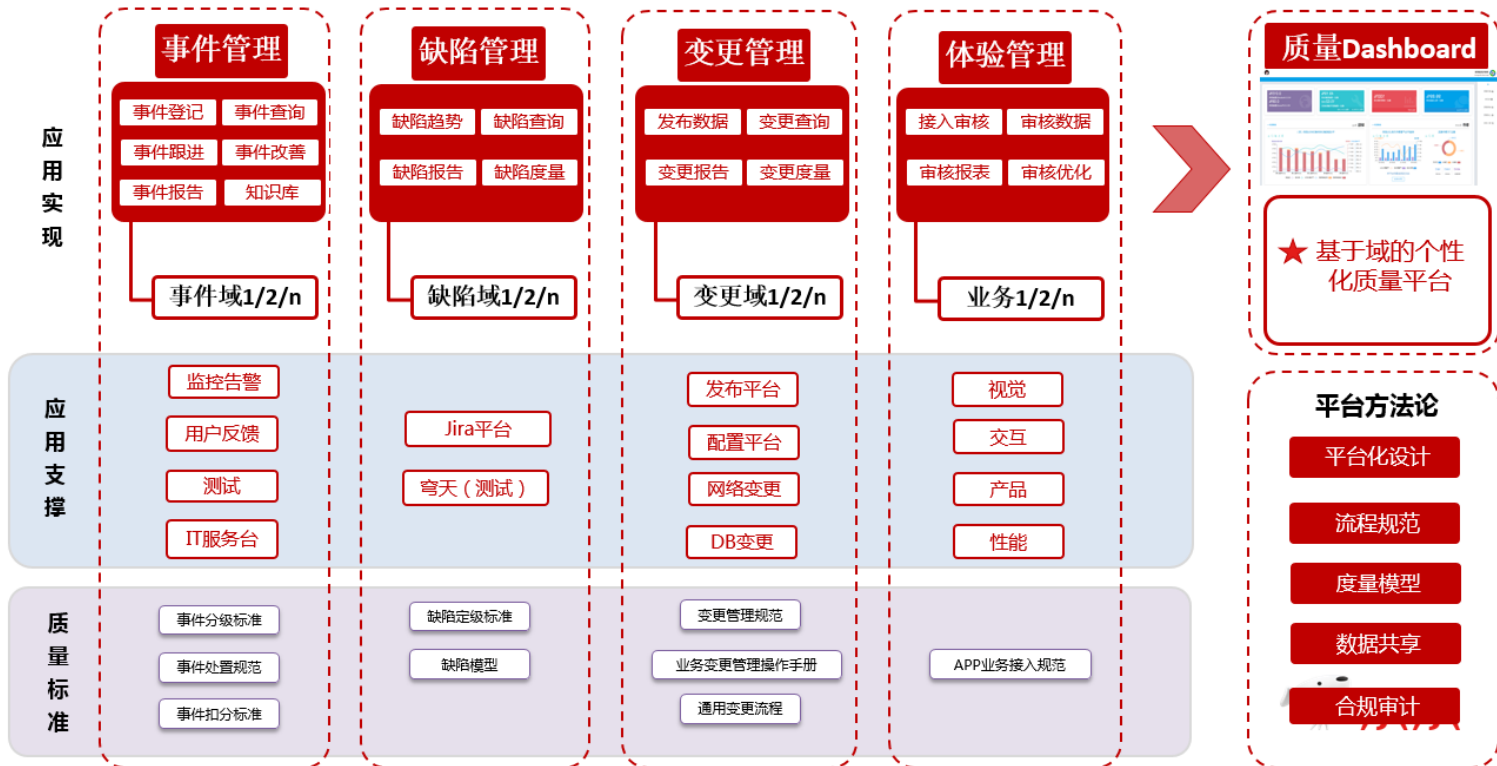 事件管理
缺陷管理
变更管理
体验管理
质量Dashboard
应用实现
事件登记
事件查询
事件跟进
事件改善
事件报告
知识库
缺陷趋势
缺陷查询
缺陷报告
缺陷度量
发布数据
变更查询
变更报告
变更度量
接入审核
审核数据
审核报表
审核优化
事件域1/2/n
缺陷域1/2/n
变更域1/2/n
业务1/2/n
★ 基于域的个性
化质量平台
应用支撑
监控告警
用户反馈
测试
IT服务台
Jira平台
穹天（测试）
发布平台
配置平台
网络变更
DB变更
视觉
交互
产品
性能
质量标准
事件分级标准
事件处置规范
事件扣分标准
缺陷定级标准
缺陷模型
变更管理规范
业务变更管理操作手册
通用变更流程
APP业务接入规范
平台方法论
平台化设计
流程规范
度量模型
数据共享
合规审计